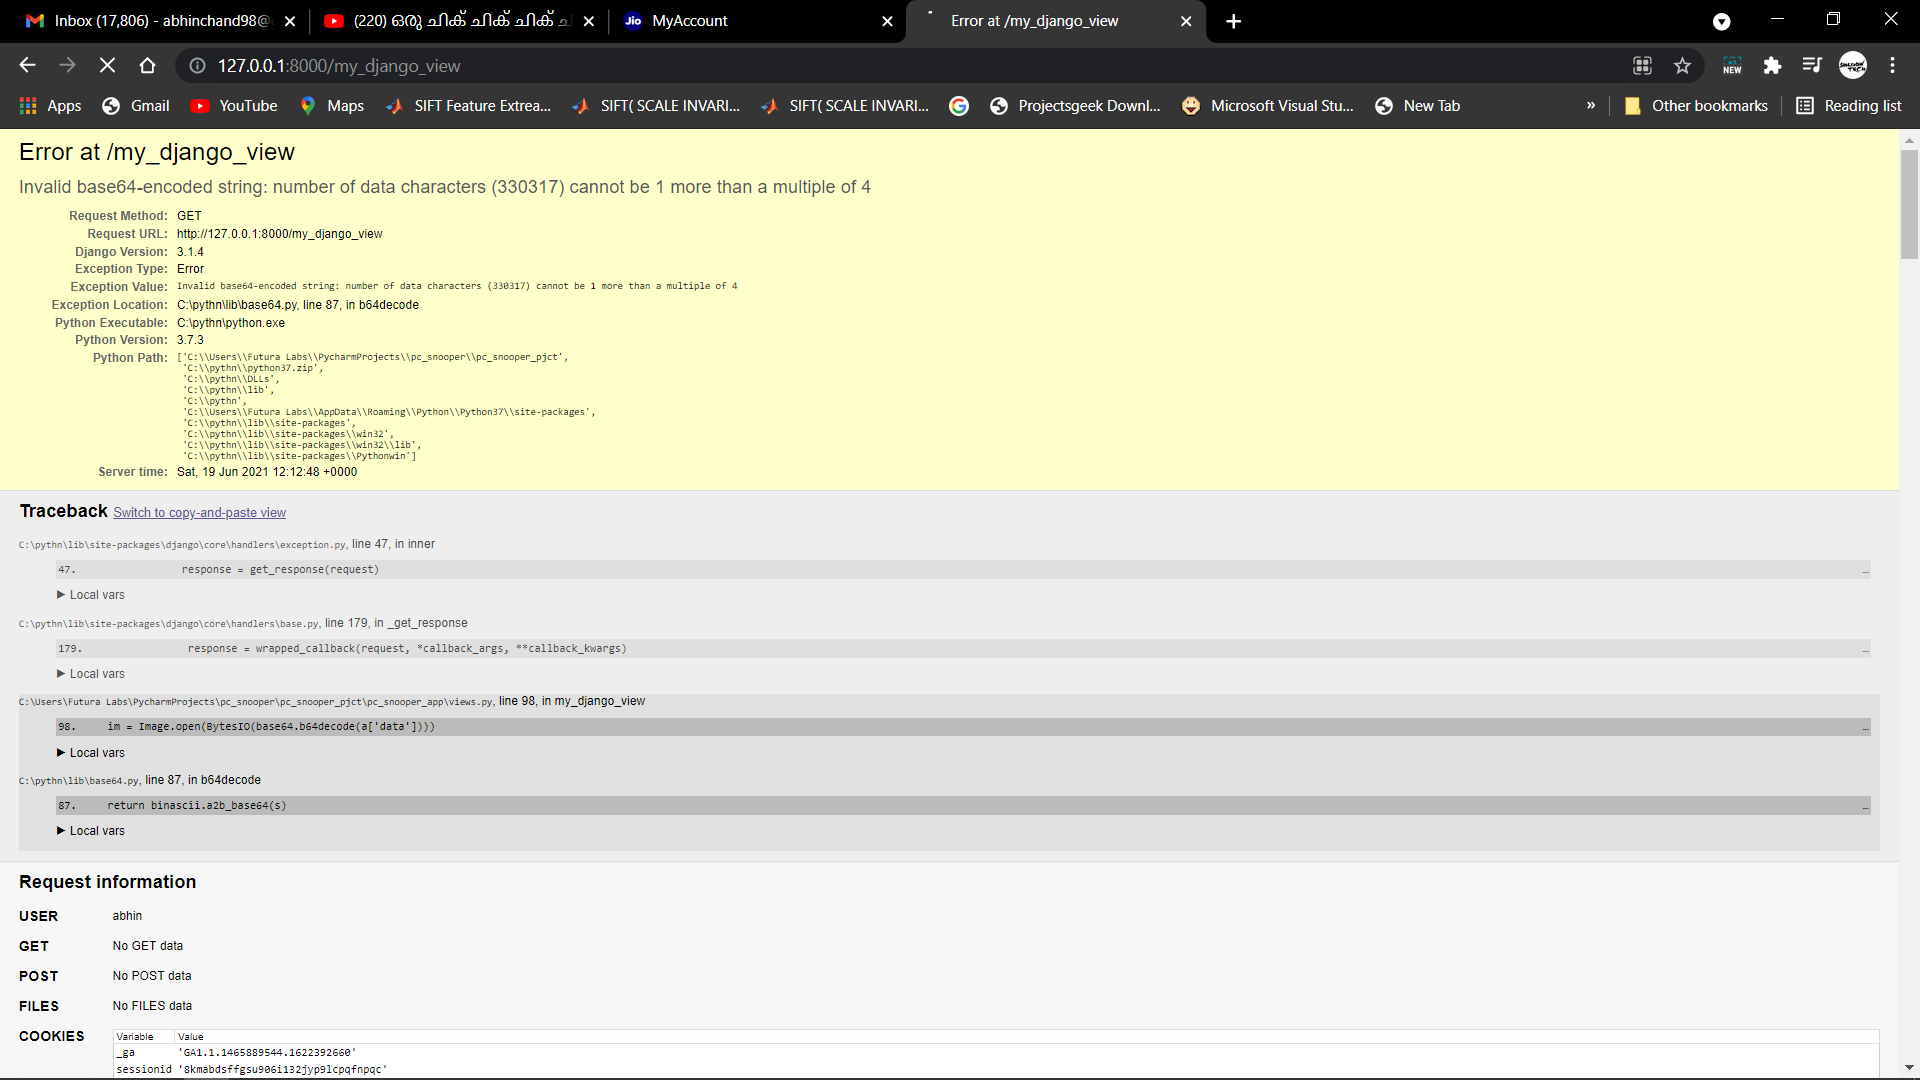 Inbox (17,806) - abhinchand98@
(220) ഒരു ചിക് ചിക് ചിക് ചി
Jio MyAccount
Error at /my_django_view
127.0.0.1:8000/my_django_view
NEW
Apps Gmail YouTube Maps SIFT Feature Extrea... SIFT( SCALE INVARI... SIFT( SCALE INVARI... Projectsgeek Downl... Microsoft Visual Stu... New Tab » Other bookmarks Reading list
Error at /my_django_view
Invalid base64-encoded string: number of data characters (330317) cannot be 1 more than a multiple of 4
Request Method: GET
Request URL: http://127.0.0.1:8000/my_django_view
Django Version: 3.1.4
Exception Type: Error
Exception Value: Invalid base64-encoded string: number of data characters (330317) cannot be 1 more than a multiple of 4
Exception Location: C:\pythn\lib\base64.py, line 87, in b64decode
Python Executable: C:\pythn\python.exe
Python Version: 3.7.3
Python Path: ['C:\\Users\\Futura Labs\\PycharmProjects\\pc_snooper\\pc_snooper_pjct',
'C:\\pythn\\python37.zip',
'C:\\pythn\\DLLs',
'C:\\pythn\\lib',
'C:\\pythn',
'C:\\Users\\Futura Labs\\AppData\\Roaming\\Python\\Python37\\site-packages',
'C:\\pythn\\lib\\site-packages',
'C:\\pythn\\lib\\site-packages\\win32',
'C:\\pythn\\lib\\site-packages\\win32\\lib',
'C:\\pythn\\lib\\site-packages\\Pythonwin']
Server time: Sat, 19 Jun 2021 12:12:48 +0000
Traceback Switch to copy-and-paste view
C:\pythn\lib\site-packages\django\core\handlers\exception.py, line 47, in inner
47. response = get_response(request) …
▶ Local vars
C:\pythn\lib\site-packages\django\core\handlers\base.py, line 179, in _get_response
179. response = wrapped_callback(request, *callback_args, **callback_kwargs) …
▶ Local vars
C:\Users\Futura Labs\PycharmProjects\pc_snooper\pc_snooper_pjct\pc_snooper_app\views.py, line 98, in my_django_view
98. im = Image.open(BytesIO(base64.b64decode(a['data']))) …
▶ Local vars
C:\pythn\lib\base64.py, line 87, in b64decode
87. return binascii.a2b_base64(s) …
▶ Local vars
Request information
USER abhin
GET No GET data
POST No POST data
FILES No FILES data
COOKIES Variable Value
_ga 'GA1.1.1465889544.1622392660'
sessionid '8kmabdsffgsu906i132jyp9lcpqfnpqc'